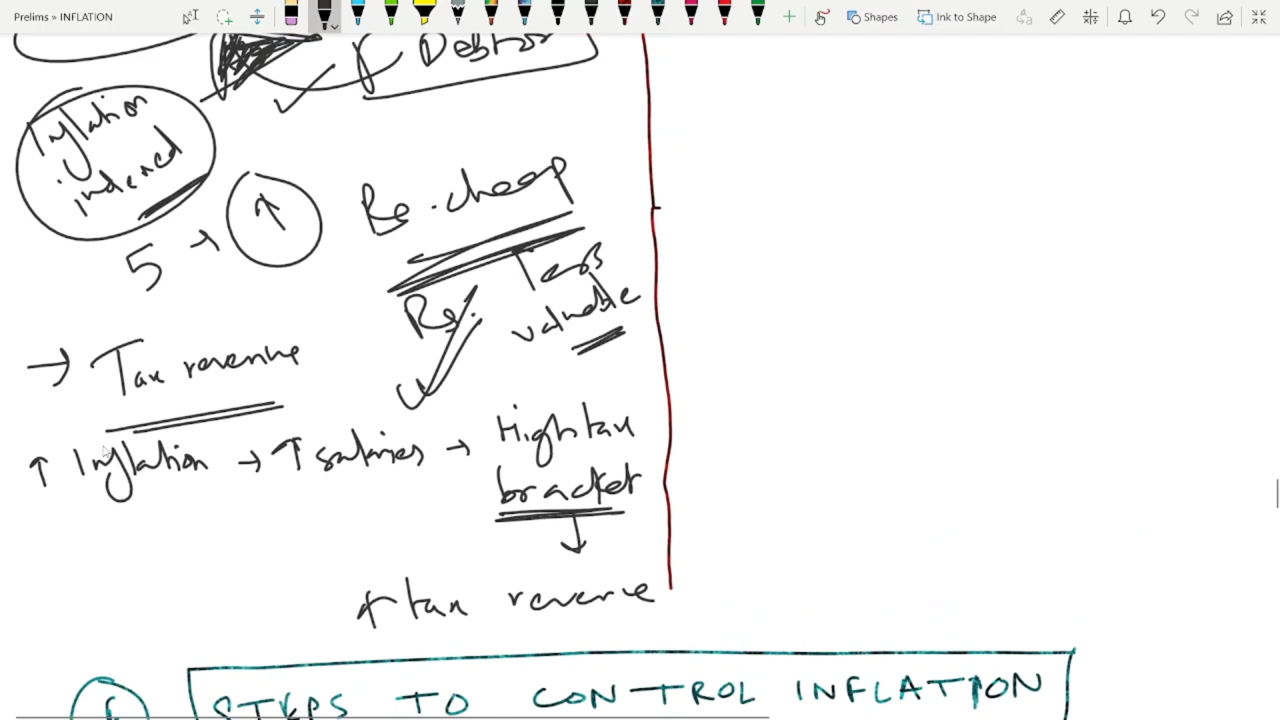 Prelims » INFLATION
Shapes
Ink to Shape
Debtor
Inflation
indexed
5 → ↑
Re. cheap
Re. less
valuable
→ Tax revenue
↑ Inflation → ↑ salaries → High tax
bracket
↓
↑ tax revenue
STEPS TO CONTROL INFLATION